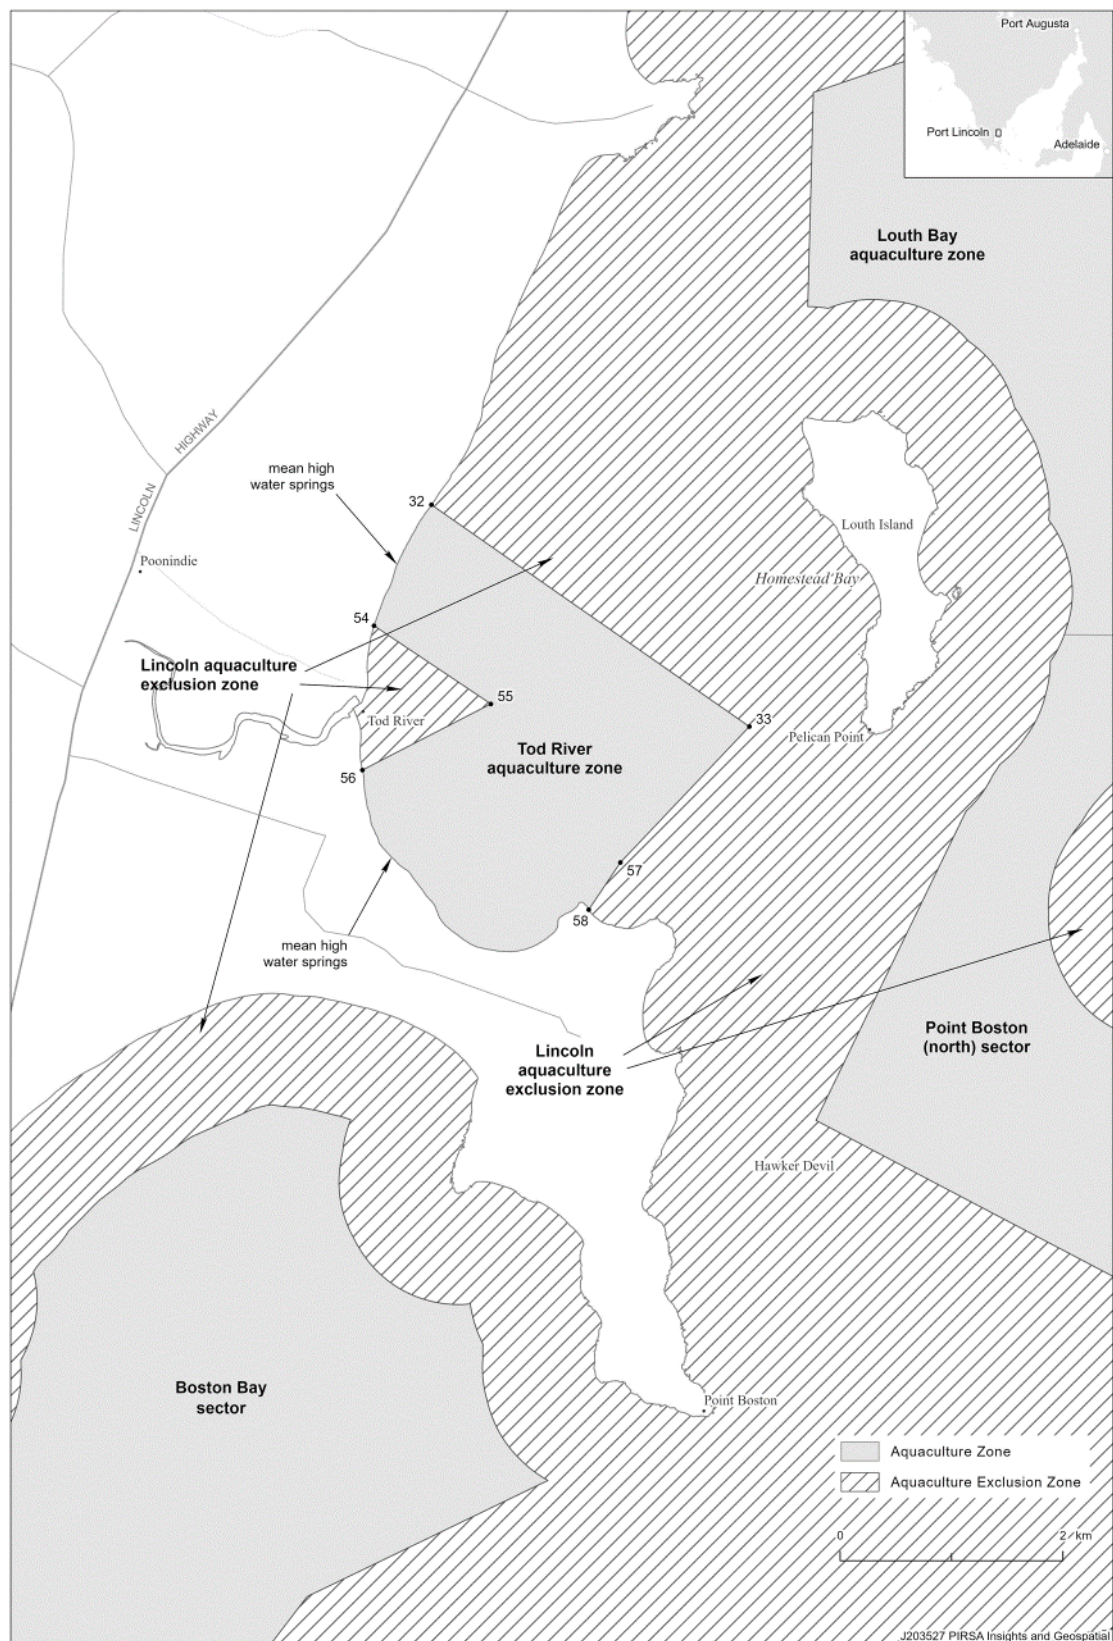 Port Augusta
Port Lincoln
Adelaide
Louth Bay
aquaculture zone
HIGHWAY
LINCOLN
mean high
water springs
32
Poonindie
Louth Island
Homestead Bay
54
Lincoln aquaculture
exclusion zone
55
Tod River
33
Pelican Point
Tod River
aquaculture zone
56
57
58
mean high
water springs
Lincoln
aquaculture
exclusion zone
Point Boston
(north) sector
Hawker Devil
Boston Bay
sector
Point Boston
Aquaculture Zone
Aquaculture Exclusion Zone
0
2 km
J203527 PIRSA Insights and Geospatial